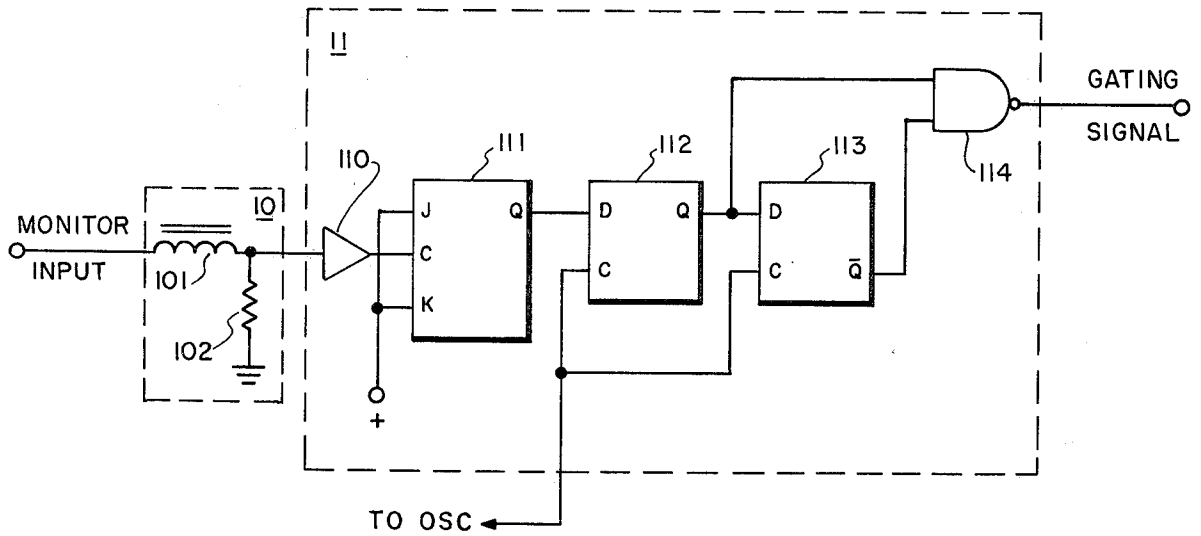 11
GATING
SIGNAL
114
110
111
J
Q
C
K
+
112
D
Q
C
113
D
C
Q̅
MONITOR
INPUT
10
101
102
TO OSC